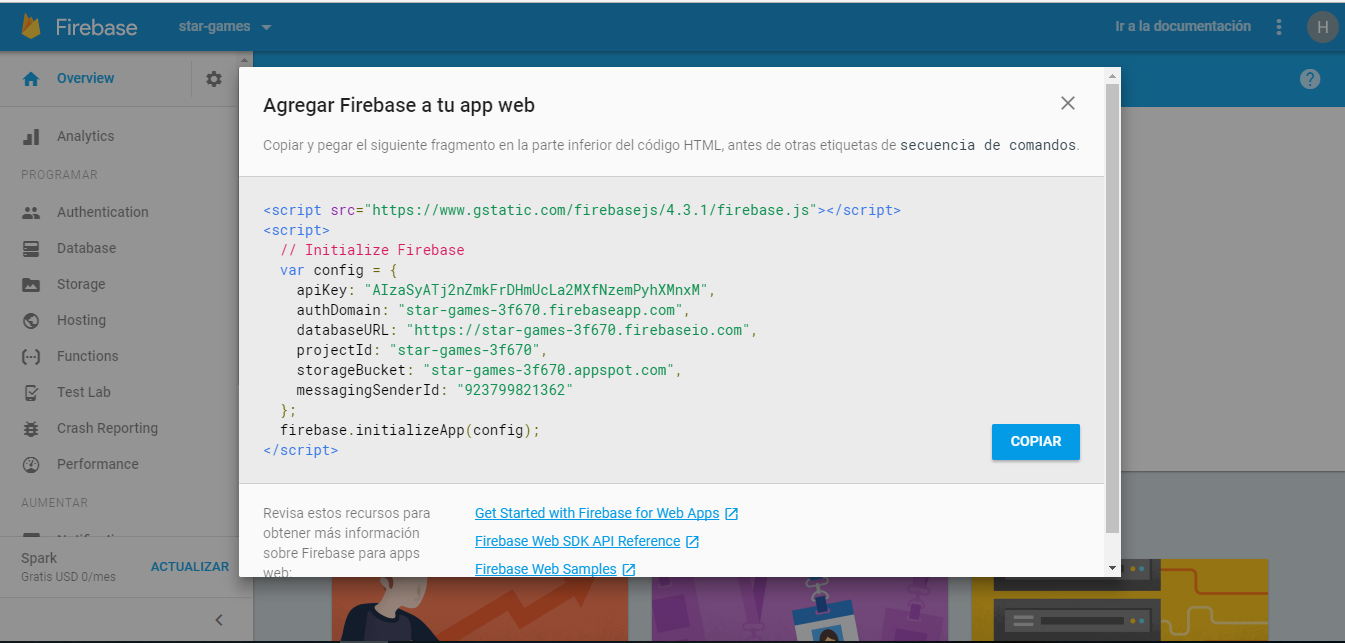 Firebase
star-games
Ir a la documentación
H
Overview
?
Analytics
PROGRAMAR
Authentication
Database
Storage
Hosting
Functions
Test Lab
Crash Reporting
Performance
AUMENTAR
Spark
Gratis USD 0/mes
ACTUALIZAR
Agregar Firebase a tu app web
Copiar y pegar el siguiente fragmento en la parte inferior del código HTML, antes de otras etiquetas de secuencia de comandos.
<script src="https://www.gstatic.com/firebasejs/4.3.1/firebase.js"></script>
<script>
// Initialize Firebase
var config = {
apiKey: "AIzaSyATj2nZmkFrDHmUcLa2MXfNzemPyhXMnxM",
authDomain: "star-games-3f670.firebaseapp.com",
databaseURL: "https://star-games-3f670.firebaseio.com",
projectId: "star-games-3f670",
storageBucket: "star-games-3f670.appspot.com",
messagingSenderId: "923799821362"
};
firebase.initializeApp(config);
</script>
COPIAR
Revisa estos recursos para
obtener más información
sobre Firebase para apps
web:
Get Started with Firebase for Web Apps
Firebase Web SDK API Reference
Firebase Web Samples